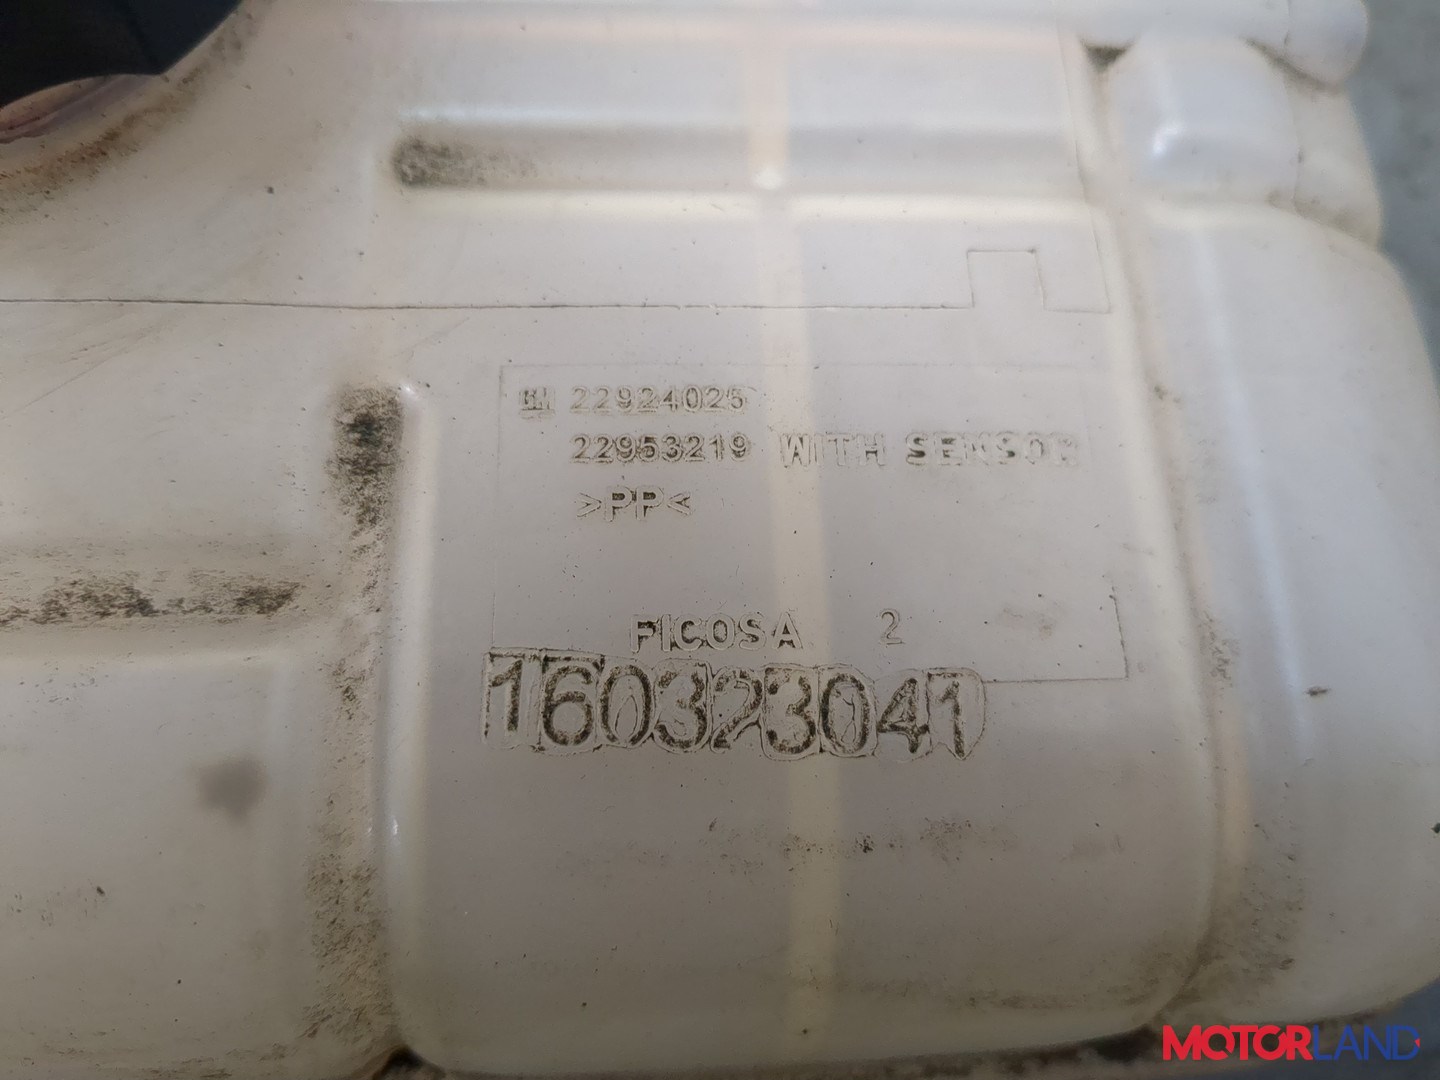 GM 22924025
22953219 WITH SENSOR
>PP<
FICOSA 2
160323041
MOTORLAND